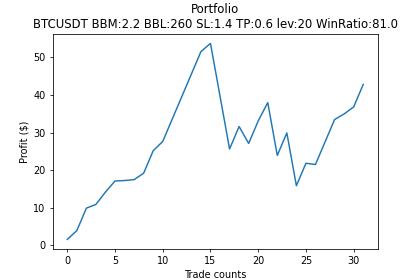 Portfolio
BTCUSDT BBM:2.2 BBL:260 SL:1.4 TP:0.6 lev:20 WinRatio:81.0
50
40
30
20
10
0
Profit ($)
0 5 10 15 20 25 30
Trade counts